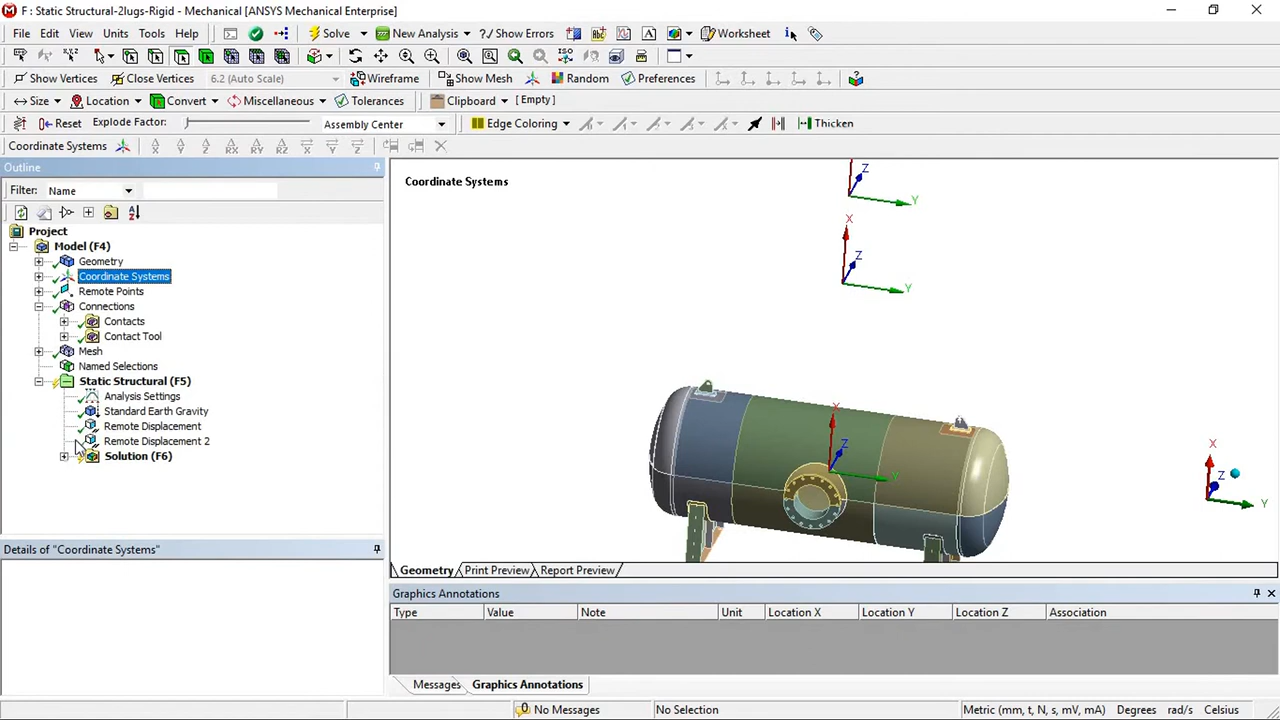 F : Static Structural-2lugs-Rigid - Mechanical [ANSYS Mechanical Enterprise]
File Edit View Units Tools Help Solve New Analysis ?/ Show Errors Worksheet
Show Vertices Close Vertices 6.2 (Auto Scale) Wireframe Show Mesh Random Preferences
Size Location Convert Miscellaneous Tolerances Clipboard [ Empty ]
Reset Explode Factor: Assembly Center Edge Coloring Thicken
Coordinate Systems X Y Z RX RY RZ X Y Z
Outline
Filter: Name
Project
Model (F4)
Geometry
Coordinate Systems
Remote Points
Connections
Contacts
Contact Tool
Mesh
Named Selections
Static Structural (F5)
Analysis Settings
Standard Earth Gravity
Remote Displacement
Remote Displacement 2
Solution (F6)
Details of "Coordinate Systems"
Coordinate Systems
Z
Y
X
Z
Y
X
Z
Y
X
Z
Y
Geometry Print Preview Report Preview
Graphics Annotations
Type Value Note Unit Location X Location Y Location Z Association
Messages Graphics Annotations
No Messages No Selection Metric (mm, t, N, s, mV, mA) Degrees rad/s Celsius